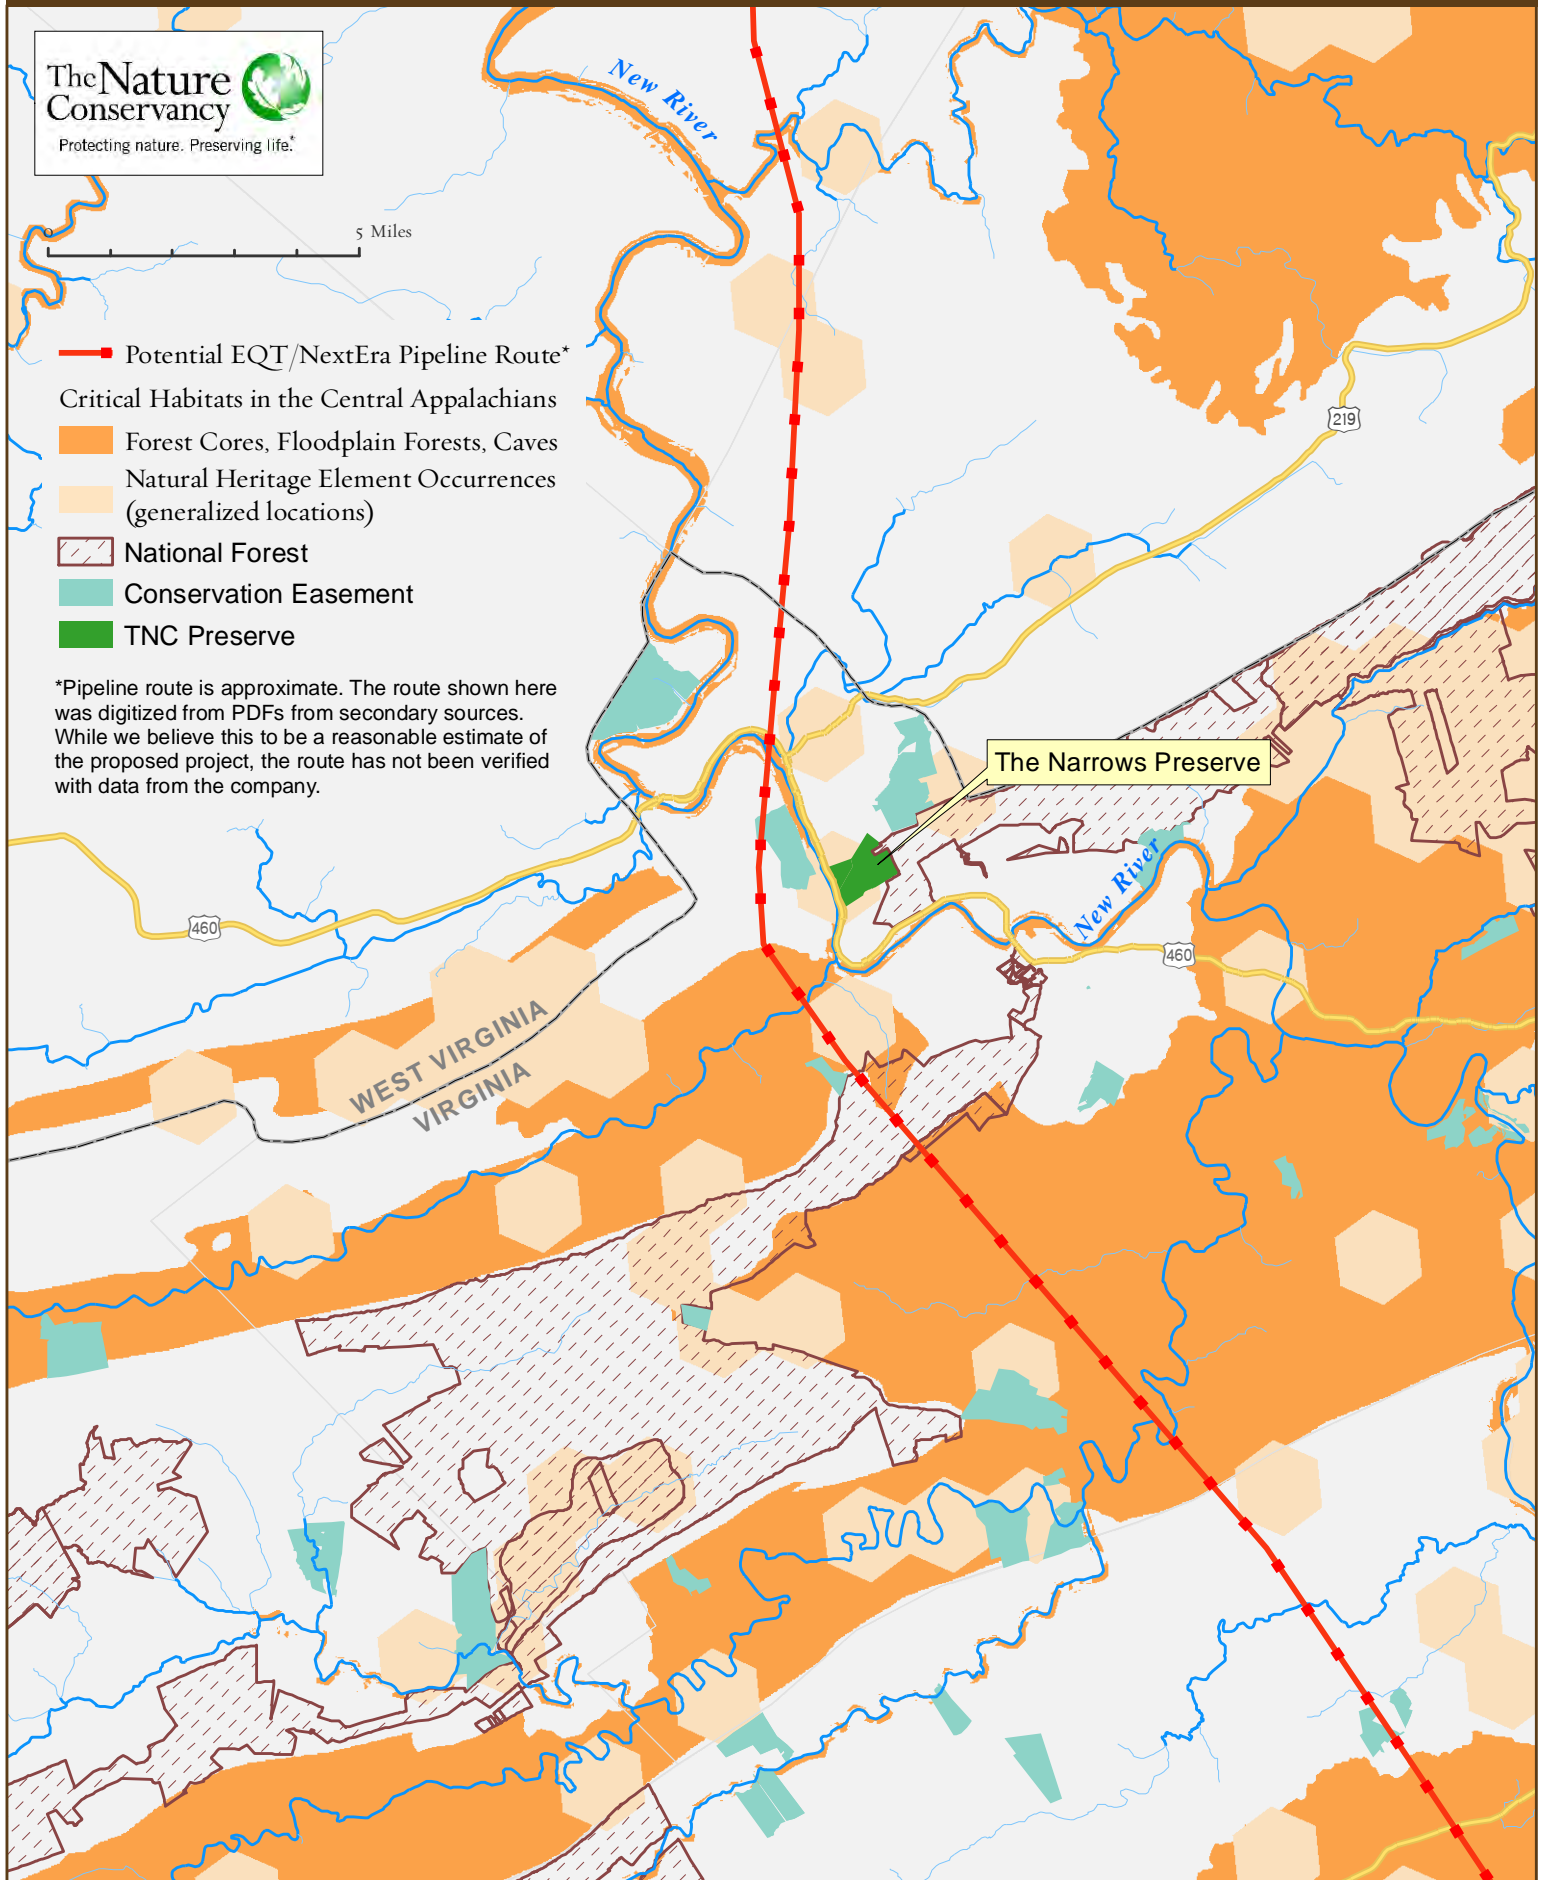 The Nature
Conservancy
Protecting nature. Preserving life.
New River
0 5 Miles
Potential EQT/NextEra Pipeline Route*
Critical Habitats in the Central Appalachians
Forest Cores, Floodplain Forests, Caves
Natural Heritage Element Occurrences
(generalized locations)
National Forest
Conservation Easement
TNC Preserve
*Pipeline route is approximate. The route shown here
was digitized from PDFs from secondary sources.
While we believe this to be a reasonable estimate of
the proposed project, the route has not been verified
with data from the company.
219
The Narrows Preserve
New River
460
460
WEST VIRGINIA
VIRGINIA